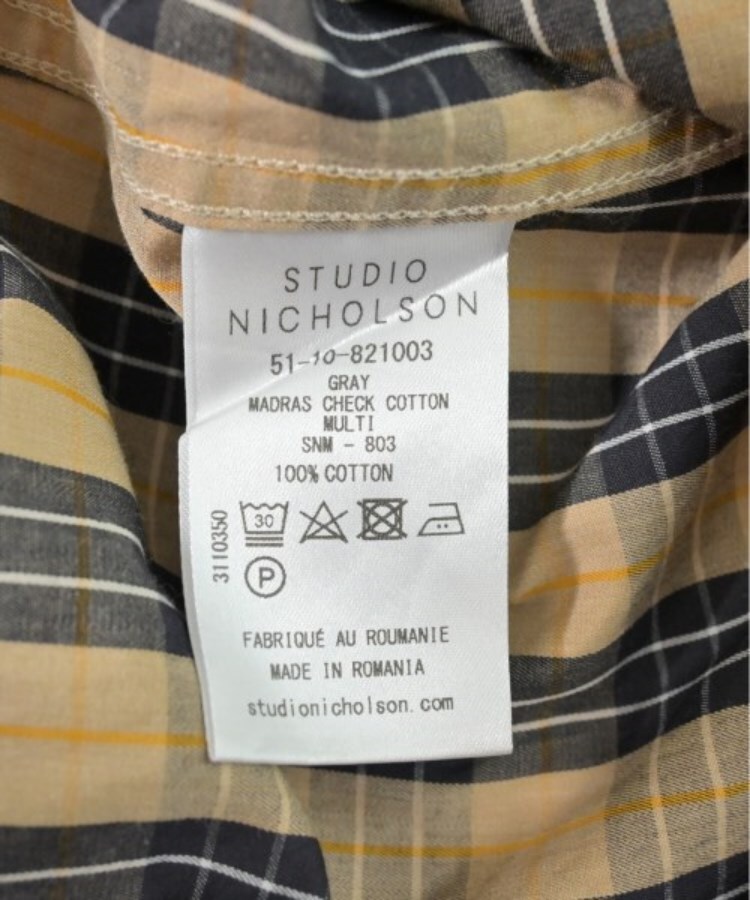 STUDIO
NICHOLSON
51-10-821003
GRAY
MADRAS CHECK COTTON
MULTI
SNM - 803
100% COTTON
3110350
30
P
FABRIQUÉ AU ROUMANIE
MADE IN ROMANIA
studionicholson.com